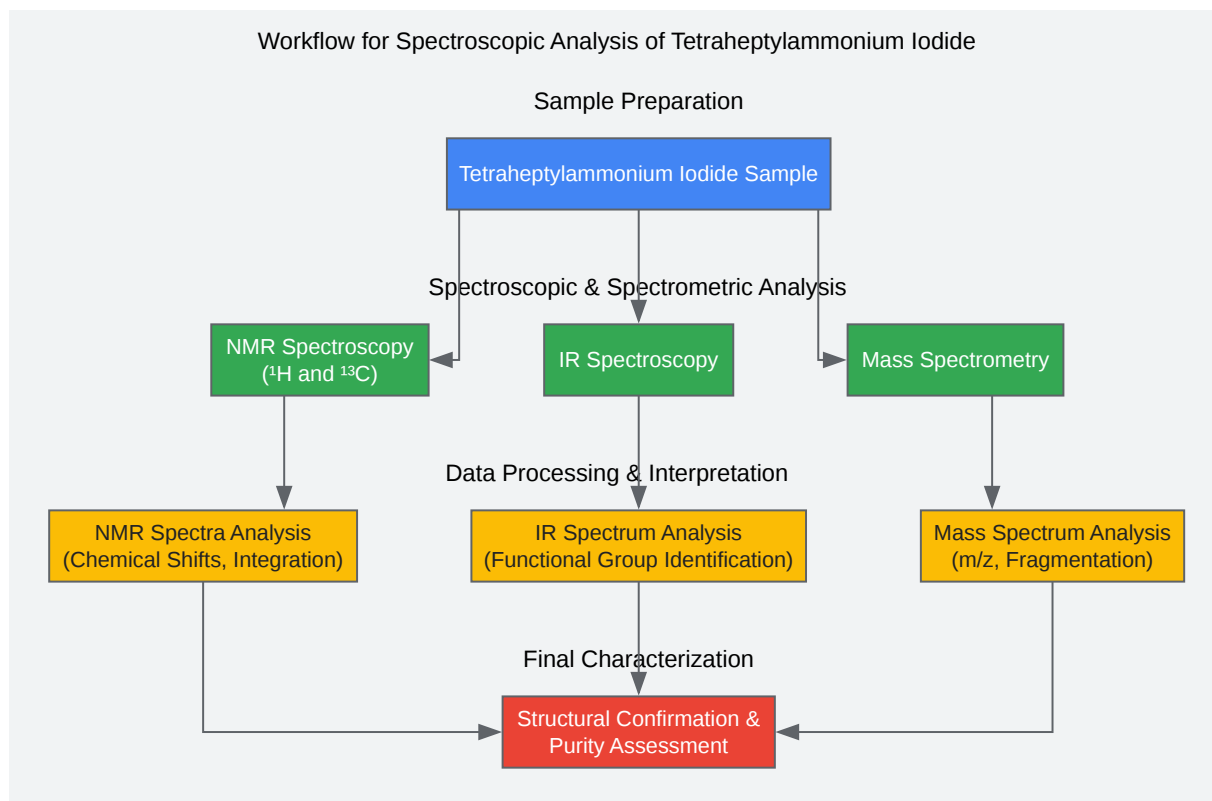 Workflow for Spectroscopic Analysis of Tetraheptylammonium Iodide
Sample Preparation
Tetraheptylammonium Iodide Sample
Spectroscopic & Spectrometric Analysis
NMR Spectroscopy
(¹H and ¹³C)
IR Spectroscopy
Mass Spectrometry
Data Processing & Interpretation
NMR Spectra Analysis
(Chemical Shifts, Integration)
IR Spectrum Analysis
(Functional Group Identification)
Mass Spectrum Analysis
(m/z, Fragmentation)
Final Characterization
Structural Confirmation &
Purity Assessment